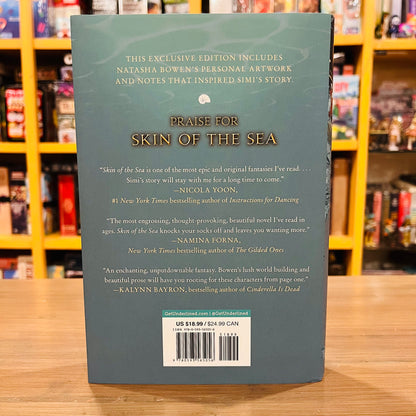 THIS EXCLUSIVE EDITION INCLUDES
NATASHA BOWEN'S PERSONAL ARTWORK
AND NOTES THAT INSPIRED SIMI'S STORY.
PRAISE FOR
SKIN OF THE SEA
"Skin of the Sea is one of the most epic and original fantasies I've read. . . .
Simi's story will stay with me for a long time to come."
—NICOLA YOON,
#1 New York Times bestselling author of Instructions for Dancing
"The most engrossing, thought-provoking, beautiful novel I've read in
ages. Skin of the Sea knocks your socks off and leaves you wanting more."
—NAMINA FORNA,
New York Times bestselling author of The Gilded Ones
"An enchanting, unputdownable fantasy. Bowen's lush world building and
beautiful prose will have you rooting for these characters from page one."
—KALYNN BAYRON, bestselling author of Cinderella Is Dead
GetUnderlined.com | @GetUnderlined
US $18.99 / $24.99 CAN